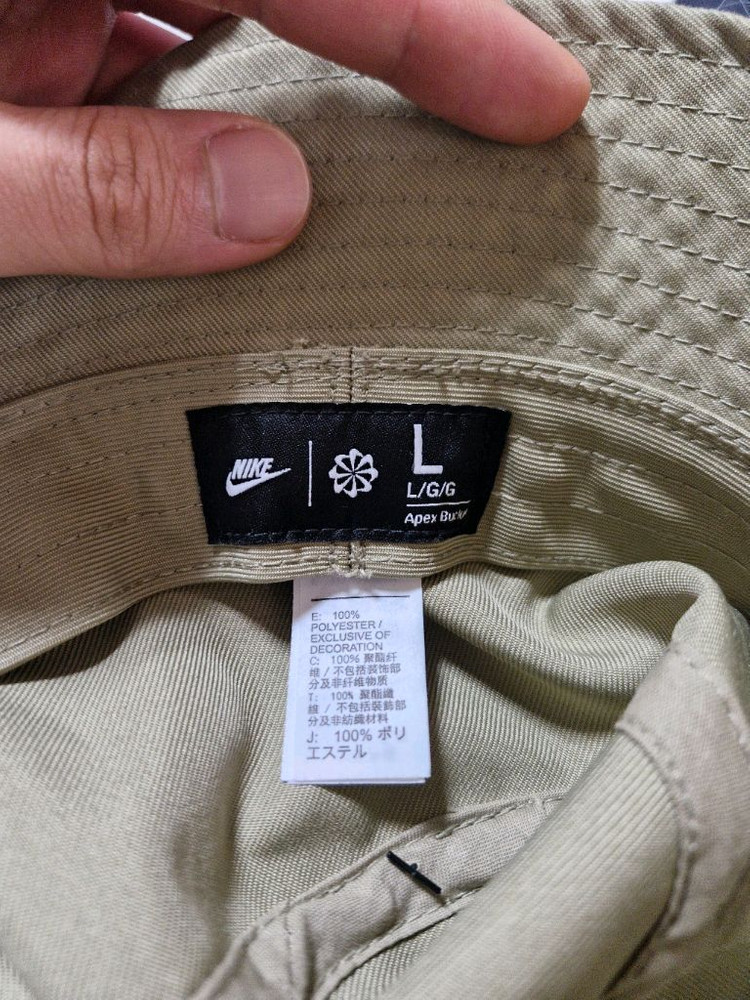 NIKE
L
L/G/G
Apex Bucket
E: 100%
POLYESTER /
EXCLUSIVE OF
DECORATION
C: 100% 聚酯纤
维 / 不包括装饰部
分及非纤维物质
T: 100% 聚酯纖
維 / 不包括裝飾部
分及非紡織材料
J: 100% ポリ
エステル